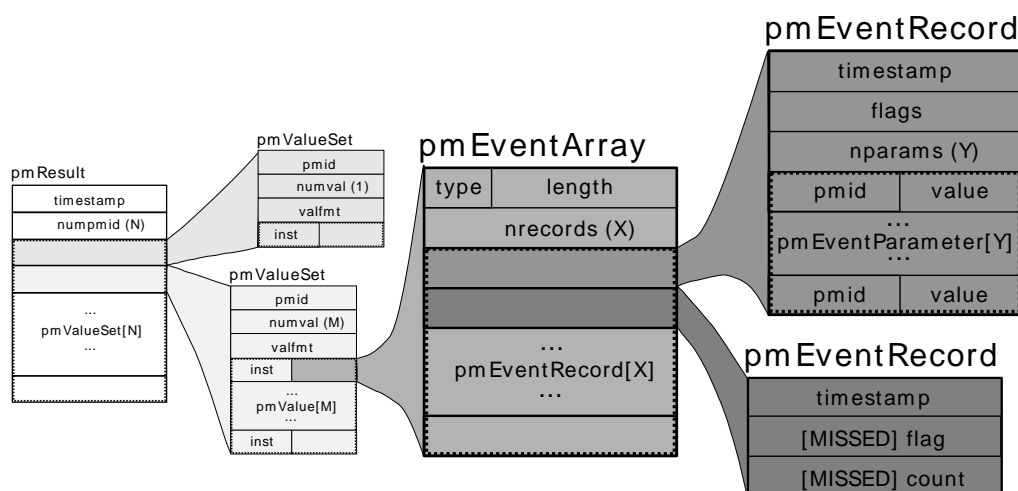 pmResult
timestamp
numpmid (N)
...
pmValueSet[N]
...
pmValueSet
pmid
numval (1)
valfmt
inst
pmValueSet
pmid
numval (M)
valfmt
inst
...
pmValue[M]
...
inst
pmEventArray
type length
nrecords (X)
...
pmEventRecord[X]
...
pmEventRecord
timestamp
flags
nparams (Y)
pmid value
...
pmEventParameter[Y]
...
pmid value
pmEventRecord
timestamp
[MISSED] flag
[MISSED] count